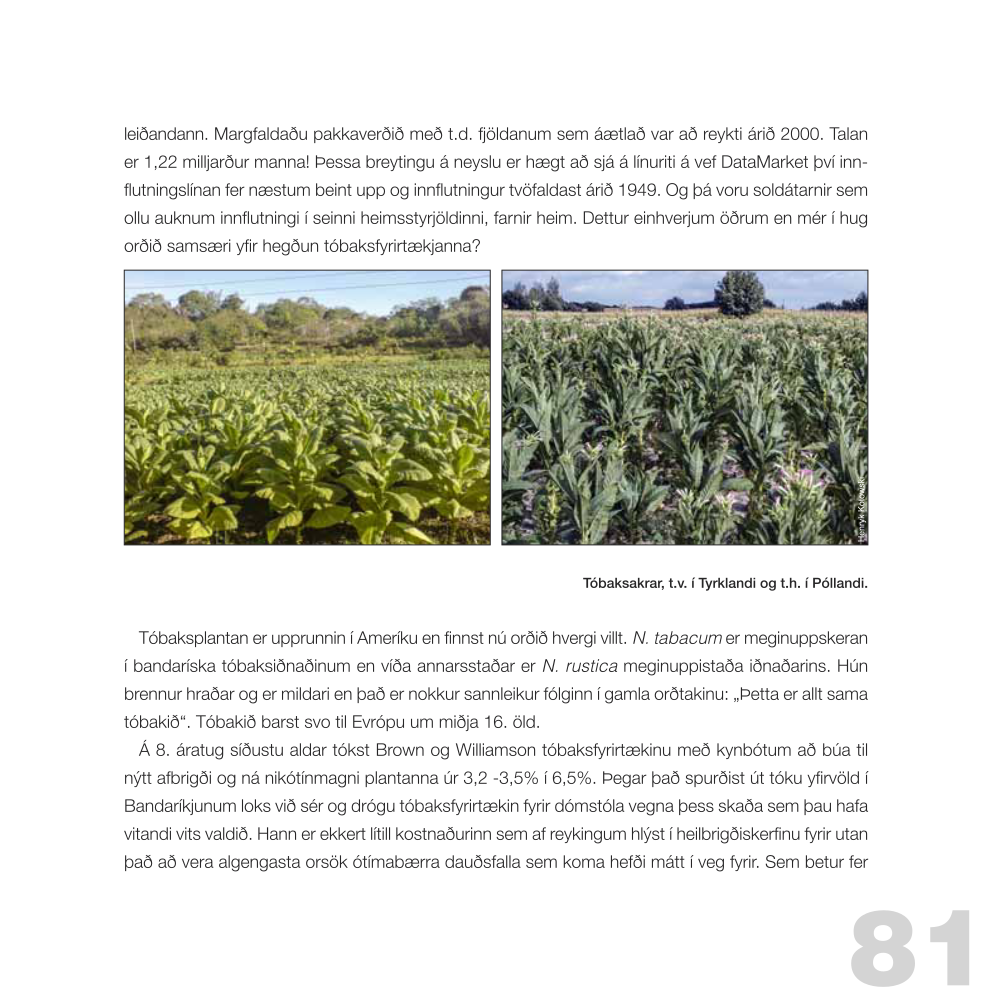 leiðandann. Margfaldaðu pakkaverðið með t.d. fjöldanum sem áætlað var að reykti árið 2000. Talan
er 1,22 milljarður manna! Þessa breytingu á neyslu er hægt að sjá á línuriti á vef DataMarket því inn-
flutningslínan fer næstum beint upp og innflutningur tvöfaldast árið 1949. Og þá voru soldátarnir sem
ollu auknum innflutningi í seinni heimsstyrjöldinni, farnir heim. Dettur einhverjum öðrum en mér í hug
orðið samsæri yfir hegðun tóbaksfyrirtækjanna?
Henryk
Tóbaksakrar, t.v. í Tyrklandi og t.h. í Póllandi.
Tóbaksplantan er upprunnin í Ameríku en finnst nú orðið hvergi villt. N. tabacum er meginuppskeran
í bandaríska tóbaksiðnaðinum en víða annarsstaðar er N. rustica meginuppistaða iðnaðarins. Hún
brennur hraðar og er mildari en það er nokkur sannleikur fólginn í gamla orðtakinu: „Þetta er allt sama
tóbakið“. Tóbakið barst svo til Evrópu um miðja 16. öld.
Á 8. áratug síðustu aldar tókst Brown og Williamson tóbaksfyrirtækinu með kynbótum að búa til
nýtt afbrigði og ná nikótínmagni plantanna úr 3,2 -3,5% í 6,5%. Þegar það spurðist út tóku yfirvöld í
Bandaríkjunum loks við sér og drógu tóbaksfyrirtækin fyrir dómstóla vegna þess skaða sem þau hafa
vitandi vits valdið. Hann er ekkert lítill kostnaðurinn sem af reykingum hlýst í heilbrigðiskerfinu fyrir utan
það að vera algengasta orsök ótímabærra dauðsfalla sem koma hefði mátt í veg fyrir. Sem betur fer
81